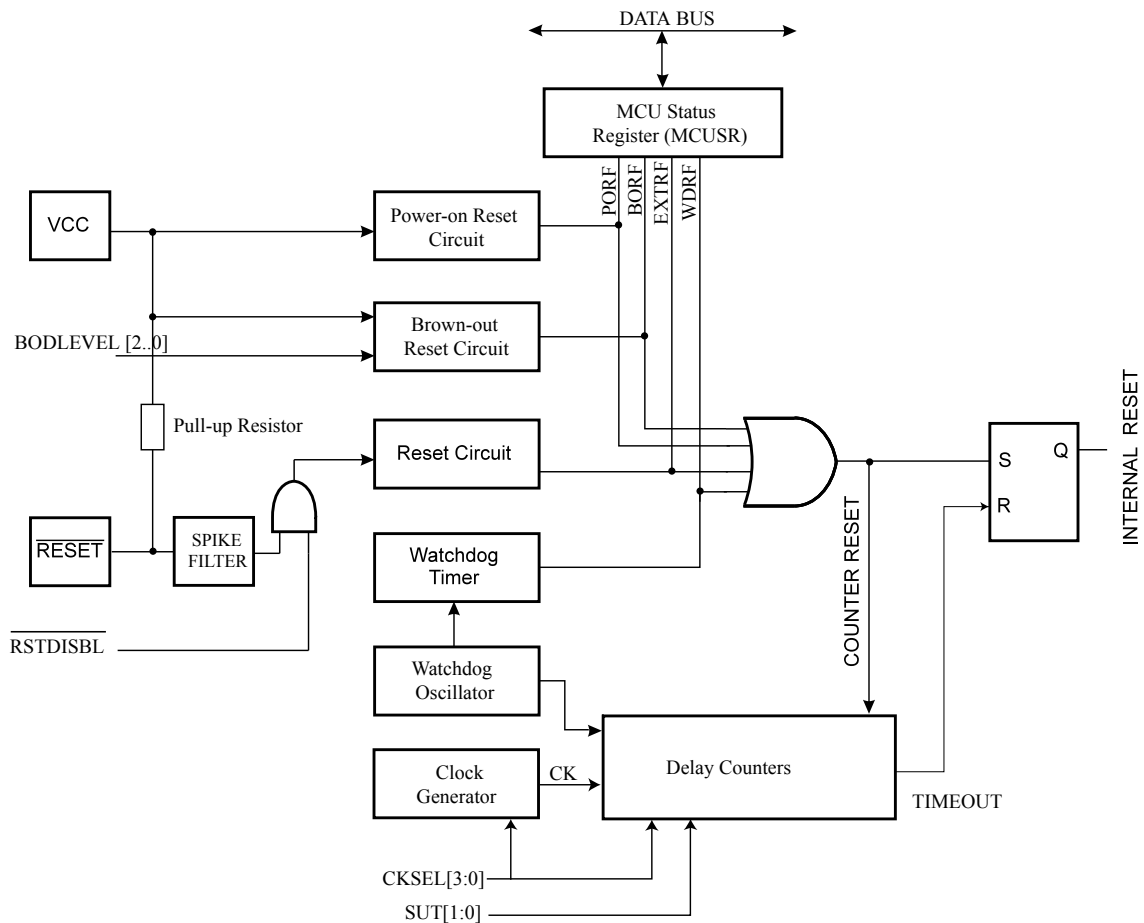 DATA BUS
MCU Status
Register (MCUSR)
PORF
BORF
EXTRF
WDRF
VCC
Power-on Reset
Circuit
BODLEVEL [2..0]
Brown-out
Reset Circuit
Pull-up Resistor
Reset Circuit
RESET
SPIKE
FILTER
RSTDISBL
Watchdog
Timer
Watchdog
Oscillator
Clock
Generator
CK
Delay Counters
COUNTER RESET
S
R
Q
INTERNAL RESET
TIMEOUT
CKSEL[3:0]
SUT[1:0]